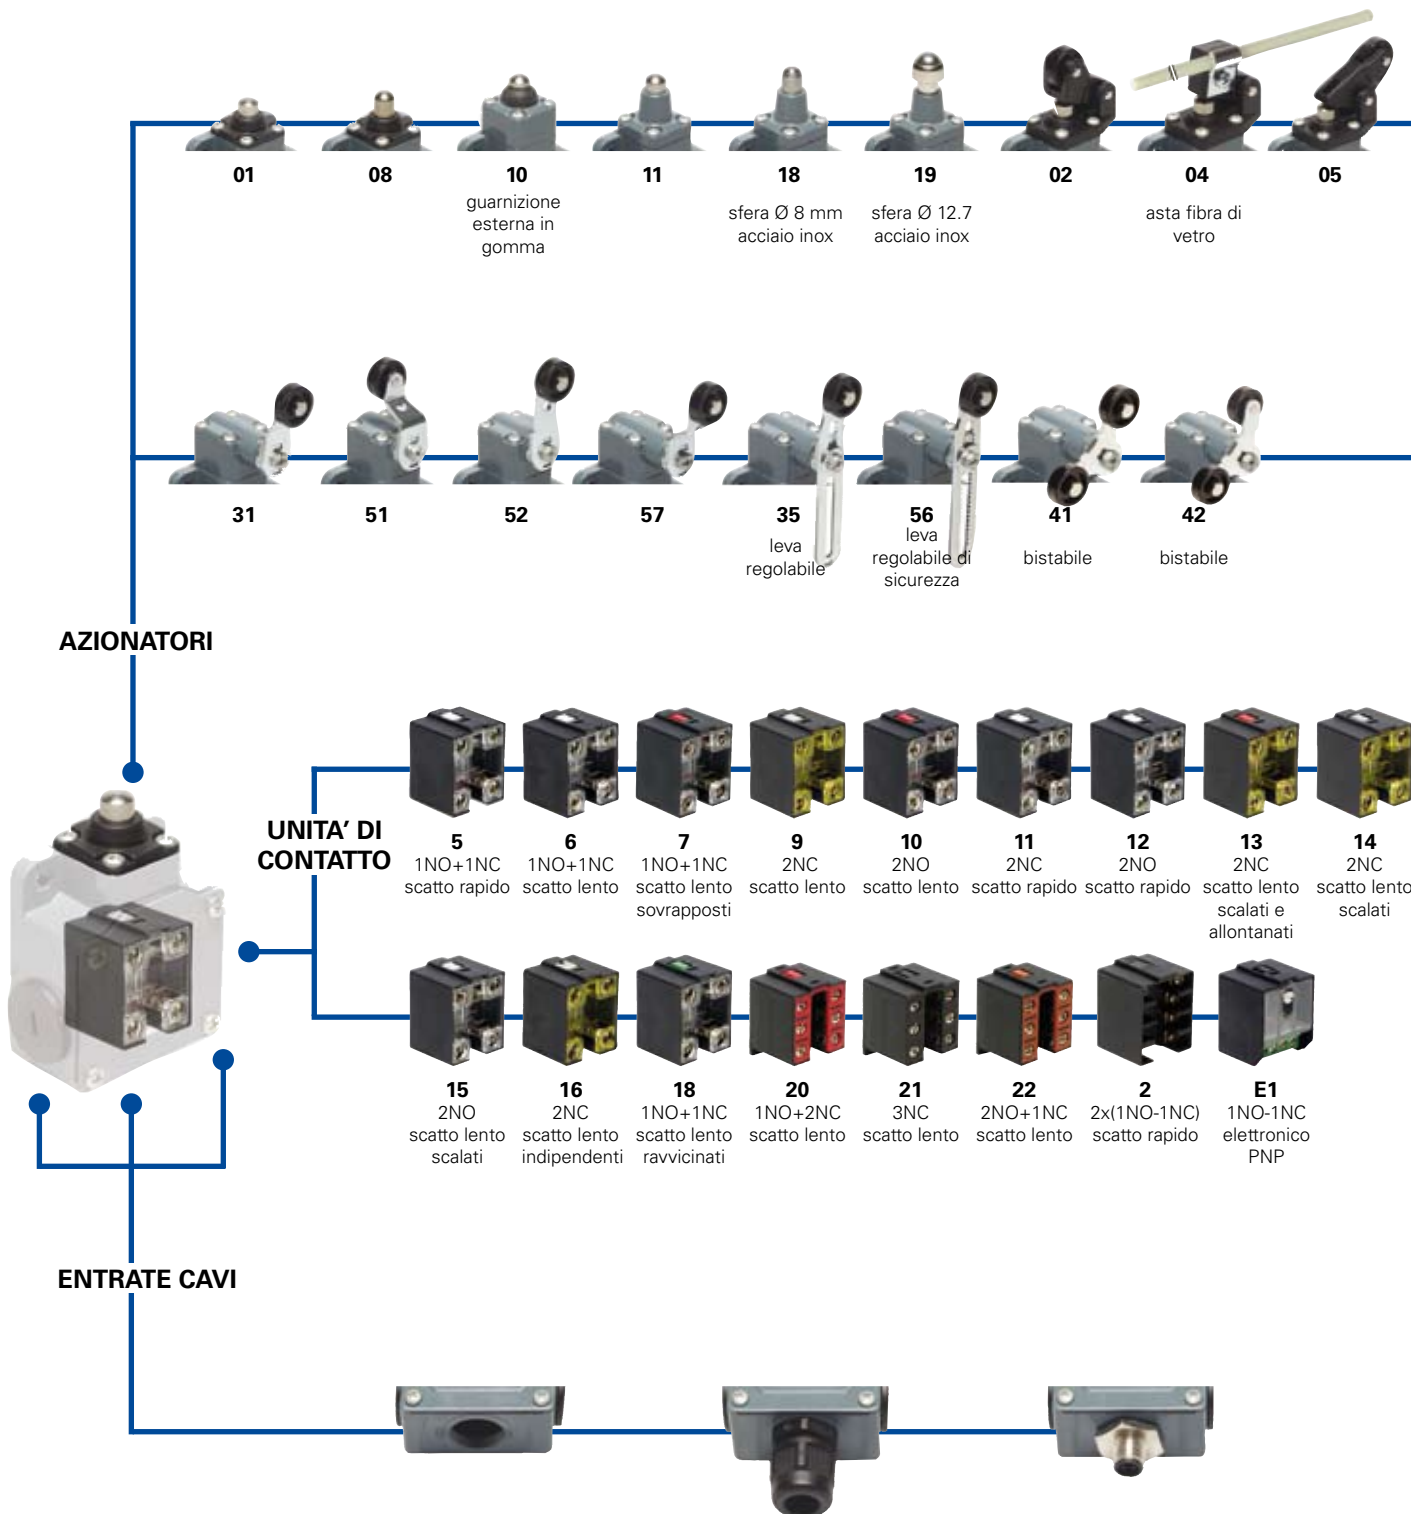 01
08
10
guarnizione
esterna in
gomma
11
18
sfera Ø 8 mm
acciaio inox
19
sfera Ø 12.7
acciaio inox
02
04
asta fibra di
vetro
05
31
51
52
57
35
leva
regolabile
56
leva
regolabile di
sicurezza
41
bistabile
42
bistabile
AZIONATORI
UNITA’ DI
CONTATTO
5
1NO+1NC
scatto rapido
6
1NO+1NC
scatto lento
7
1NO+1NC
scatto lento
sovrapposti
9
2NC
scatto lento
10
2NO
scatto lento
11
2NC
scatto rapido
12
2NO
scatto rapido
13
2NC
scatto lento
scalati e
allontanati
14
2NC
scatto lento
scalati
15
2NO
scatto lento
scalati
16
2NC
scatto lento
indipendenti
18
1NO+1NC
scatto lento
ravvicinati
20
1NO+2NC
scatto lento
21
3NC
scatto lento
22
2NO+1NC
scatto lento
2
2x(1NO-1NC)
scatto rapido
E1
1NO-1NC
elettronico
PNP
ENTRATE CAVI